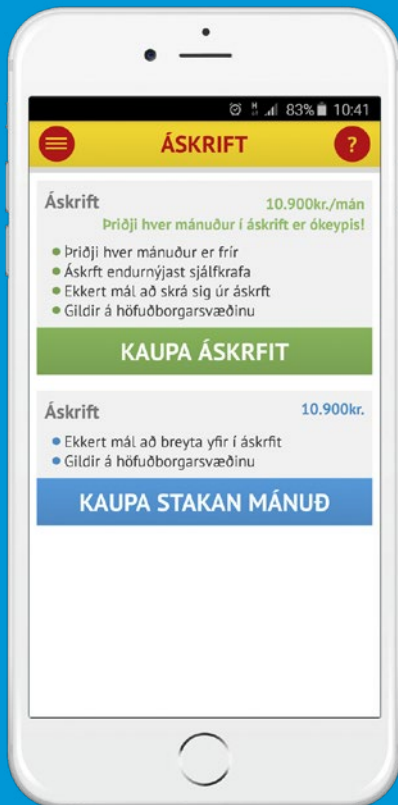 83% 10:41
ÁSKRIFT
?
Áskrift 10.900kr./mán
Þriðji hver mánuður í áskrift er ókeypis!
Þriðji hver mánuður er frír
Áskrft endurnýjast sjálfkrafa
Ekkert mál að skrá sig úr áskrft
Gildir á höfuðborgarsvæðinu
KAUPA ÁSKRFIT
Áskrift 10.900kr.
Ekkert mál að breyta yfir í áskrfit
Gildir á höfuðborgarsvæðinu
KAUPA STAKAN MÁNUÐ